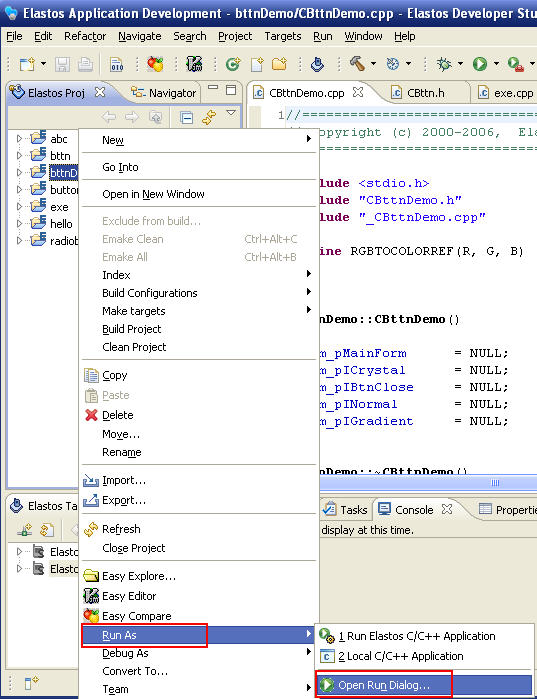 Elastos Application Development - bttnDemo/CBttnDemo.cpp - Elastos Developer Stu
File Edit Refactor Navigate Search Project Targets Run Window Help
Elastos Proj Navigator
CBttnDemo.cpp CBttn.h exe.cpp
abc
bttn
bttnD
button
exe
hello
radiob
New
Go Into
Open in New Window
Exclude from build...
Emake Clean Ctrl+Alt+C
Emake All Ctrl+Alt+B
Index
Build Configurations
Make targets
Build Project
Clean Project
Copy
Paste
Delete
Move...
Rename
Import...
Export...
Refresh
Close Project
Easy Explore...
Easy Editor
Easy Compare
Run As
Debug As
Convert To...
Team
1 //==============================
opyright (c) 2000-2006, Ela
==============================
lude <stdio.h>
lude "CBttnDemo.h"
lude "_CBttnDemo.cpp"
ine RGBTOCOLORREF(R, G, B)
nDemo::CBttnDemo()
m_pMainForm = NULL;
m_pICrystal = NULL;
m_pIBtnClose = NULL;
m_pINormal = NULL;
m_pIGradient = NULL;
nDemo::~CBttnDemo()
Elastos Ta
Elasto
Elasto
Tasks Console Properti
display at this time.
1 Run Elastos C/C++ Application
2 Local C/C++ Application
Open Run Dialog...